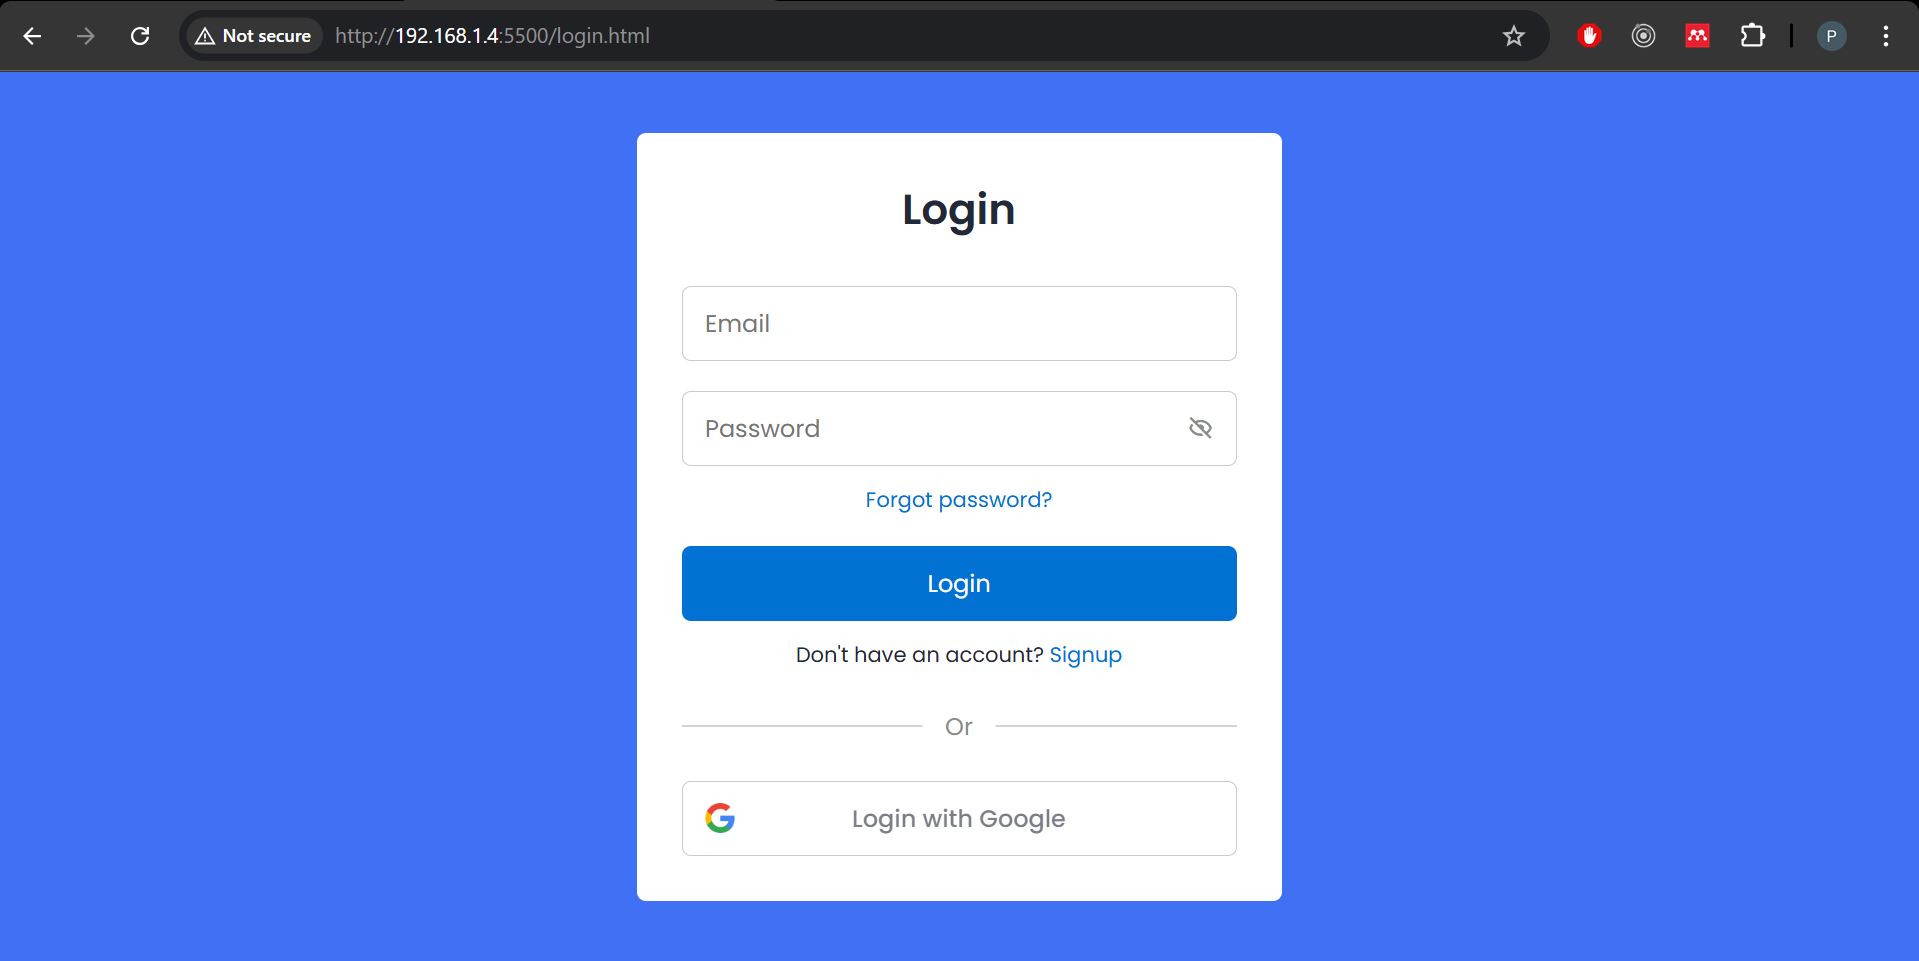 Not secure http://192.168.1.4:5500/login.html P
Login
Email
Password
Forgot password?
Login
Don't have an account? Signup
Or
Login with Google